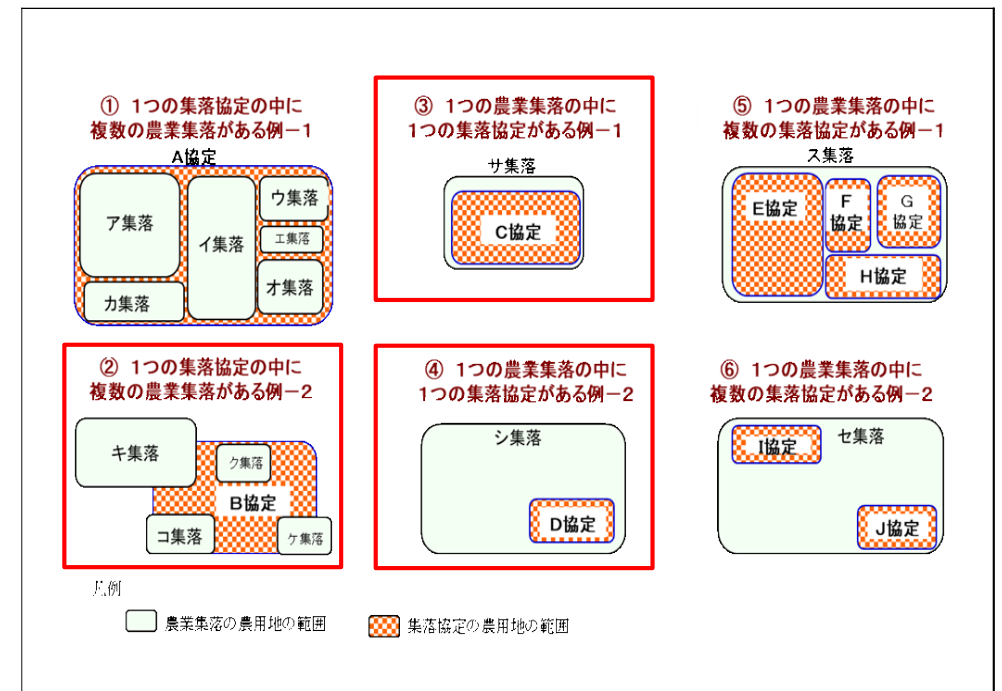 ① 1つの集落協定の中に
複数の農業集落がある例－1
A協定
ア集落
イ集落
ウ集落
エ集落
オ集落
カ集落
③ 1つの農業集落の中に
1つの集落協定がある例－1
サ集落
C協定
⑤ 1つの農業集落の中に
複数の集落協定がある例－1
ス集落
E協定
F
協定
G
協定
H協定
② 1つの集落協定の中に
複数の農業集落がある例－2
キ集落
ク集落
B協定
コ集落
ケ集落
④ 1つの農業集落の中に
1つの集落協定がある例－2
シ集落
D協定
⑥ 1つの農業集落の中に
複数の集落協定がある例－2
I協定
セ集落
J協定
凡例
農業集落の農用地の範囲
集落協定の農用地の範囲